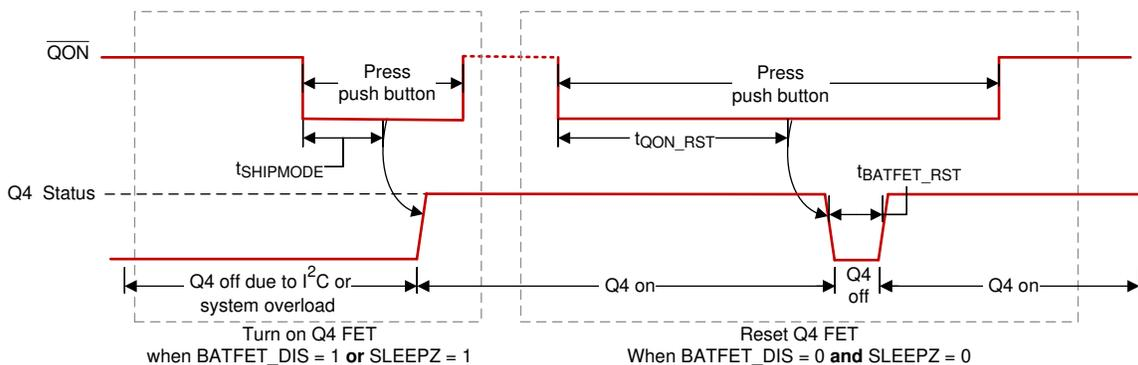 QON
Press
push button
Press
push button
tSHIPMODE
tQON_RST
tBATFET_RST
Q4 Status
Q4 off due to I2C or
system overload
Q4 on
Q4
off
Q4 on
Turn on Q4 FET
when BATFET_DIS = 1 or SLEEPZ = 1
Reset Q4 FET
When BATFET_DIS = 0 and SLEEPZ = 0